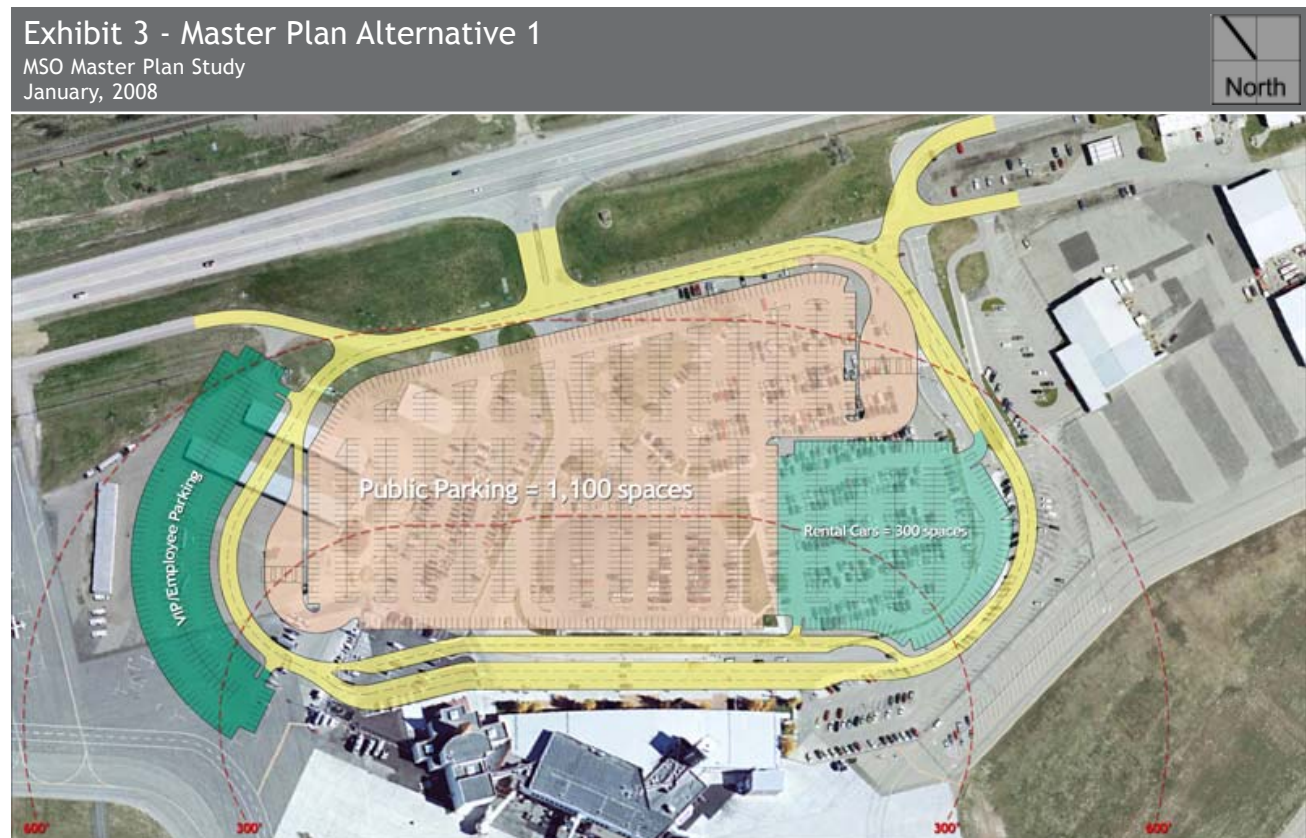 Exhibit 3 - Master Plan Alternative 1
MSO Master Plan Study
January, 2008
North
Public Parking = 1,100 spaces
Rental Cars = 300 spaces
VIP/Employee Parking
600'
300'
300'
600'